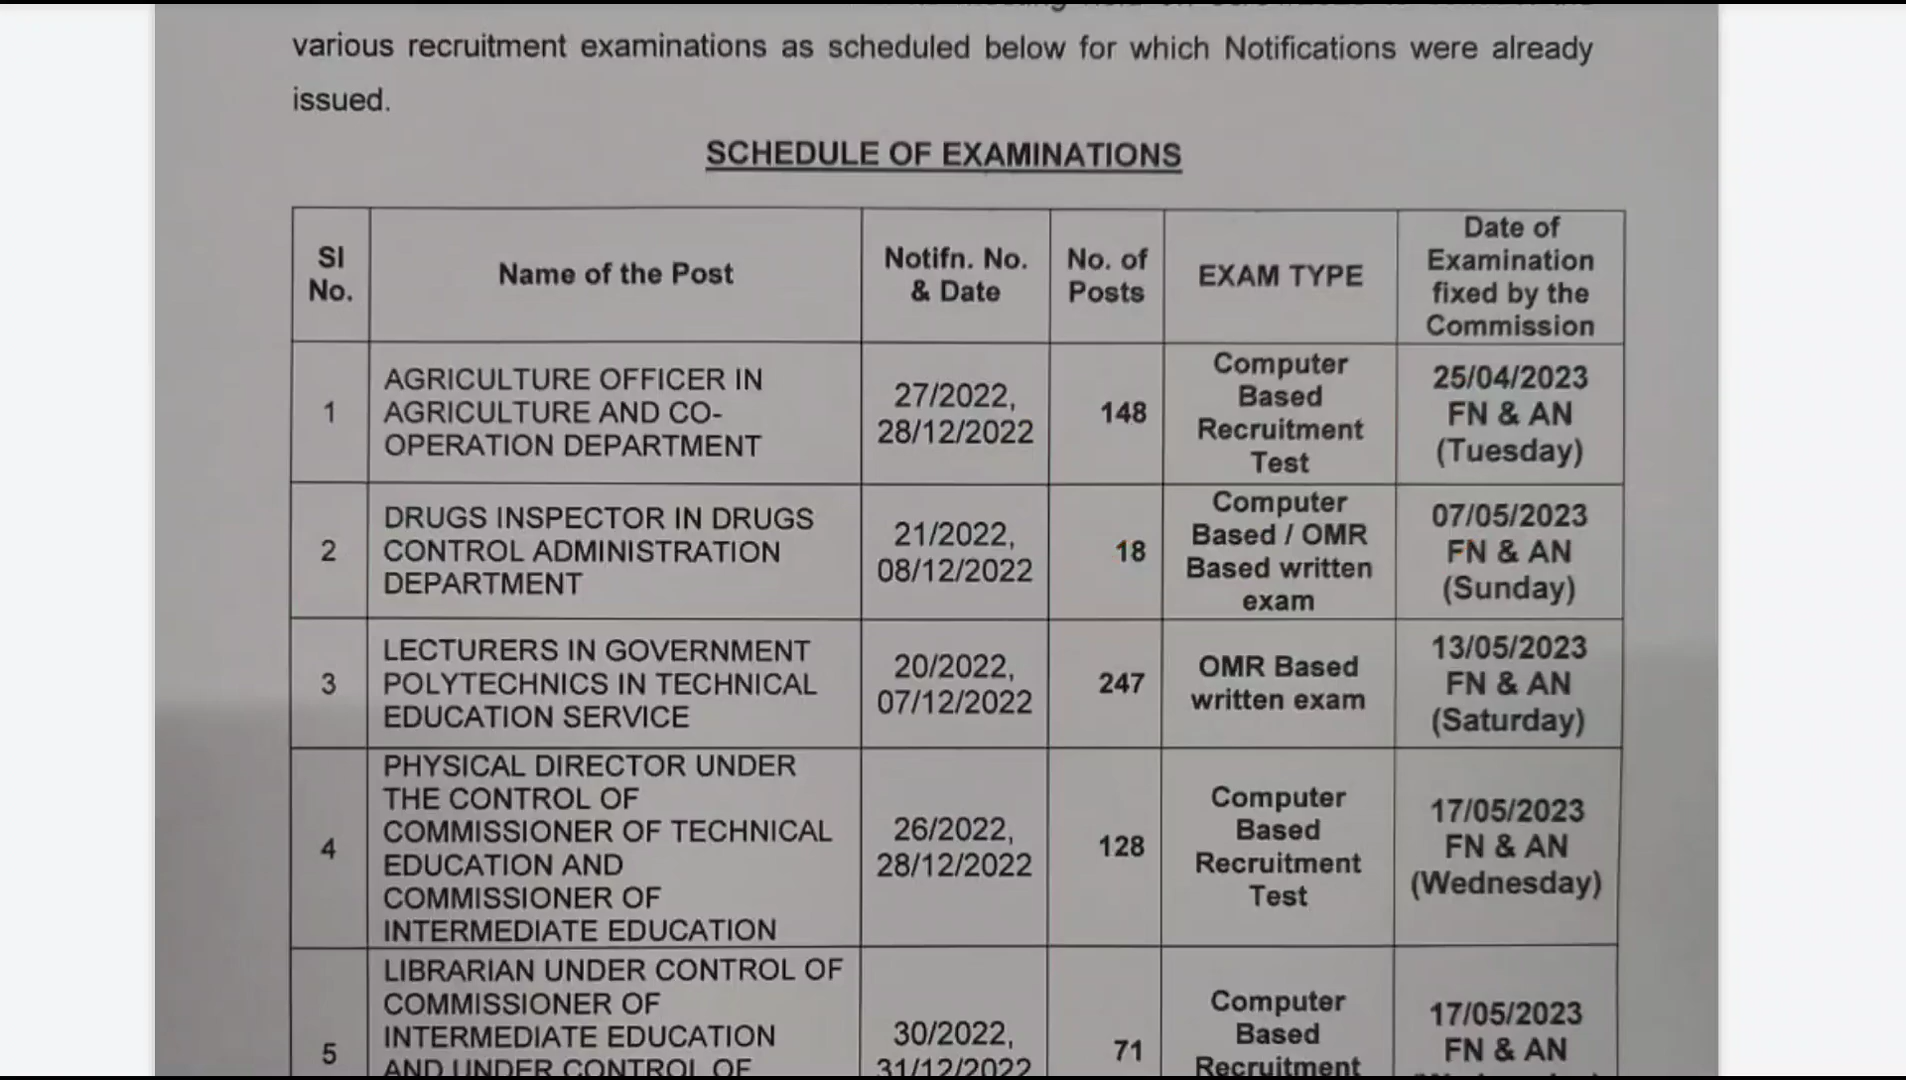 various recruitment examinations as scheduled below for which Notifications were already
issued.
SCHEDULE OF EXAMINATIONS
Sl No.
Name of the Post
Notifn. No. & Date
No. of Posts
EXAM TYPE
Date of Examination fixed by the Commission
1
AGRICULTURE OFFICER IN
AGRICULTURE AND CO-
OPERATION DEPARTMENT
27/2022,
28/12/2022
148
Computer
Based
Recruitment
Test
25/04/2023
FN & AN
(Tuesday)
2
DRUGS INSPECTOR IN DRUGS
CONTROL ADMINISTRATION
DEPARTMENT
21/2022,
08/12/2022
18
Computer
Based / OMR
Based written
exam
07/05/2023
FN & AN
(Sunday)
3
LECTURERS IN GOVERNMENT
POLYTECHNICS IN TECHNICAL
EDUCATION SERVICE
20/2022,
07/12/2022
247
OMR Based
written exam
13/05/2023
FN & AN
(Saturday)
4
PHYSICAL DIRECTOR UNDER
THE CONTROL OF
COMMISSIONER OF TECHNICAL
EDUCATION AND
COMMISSIONER OF
INTERMEDIATE EDUCATION
26/2022,
28/12/2022
128
Computer
Based
Recruitment
Test
17/05/2023
FN & AN
(Wednesday)
5
LIBRARIAN UNDER CONTROL OF
COMMISSIONER OF
INTERMEDIATE EDUCATION
AND UNDER CONTROL OF
30/2022,
31/12/2022
71
Computer
Based
Recruitment
17/05/2023
FN & AN